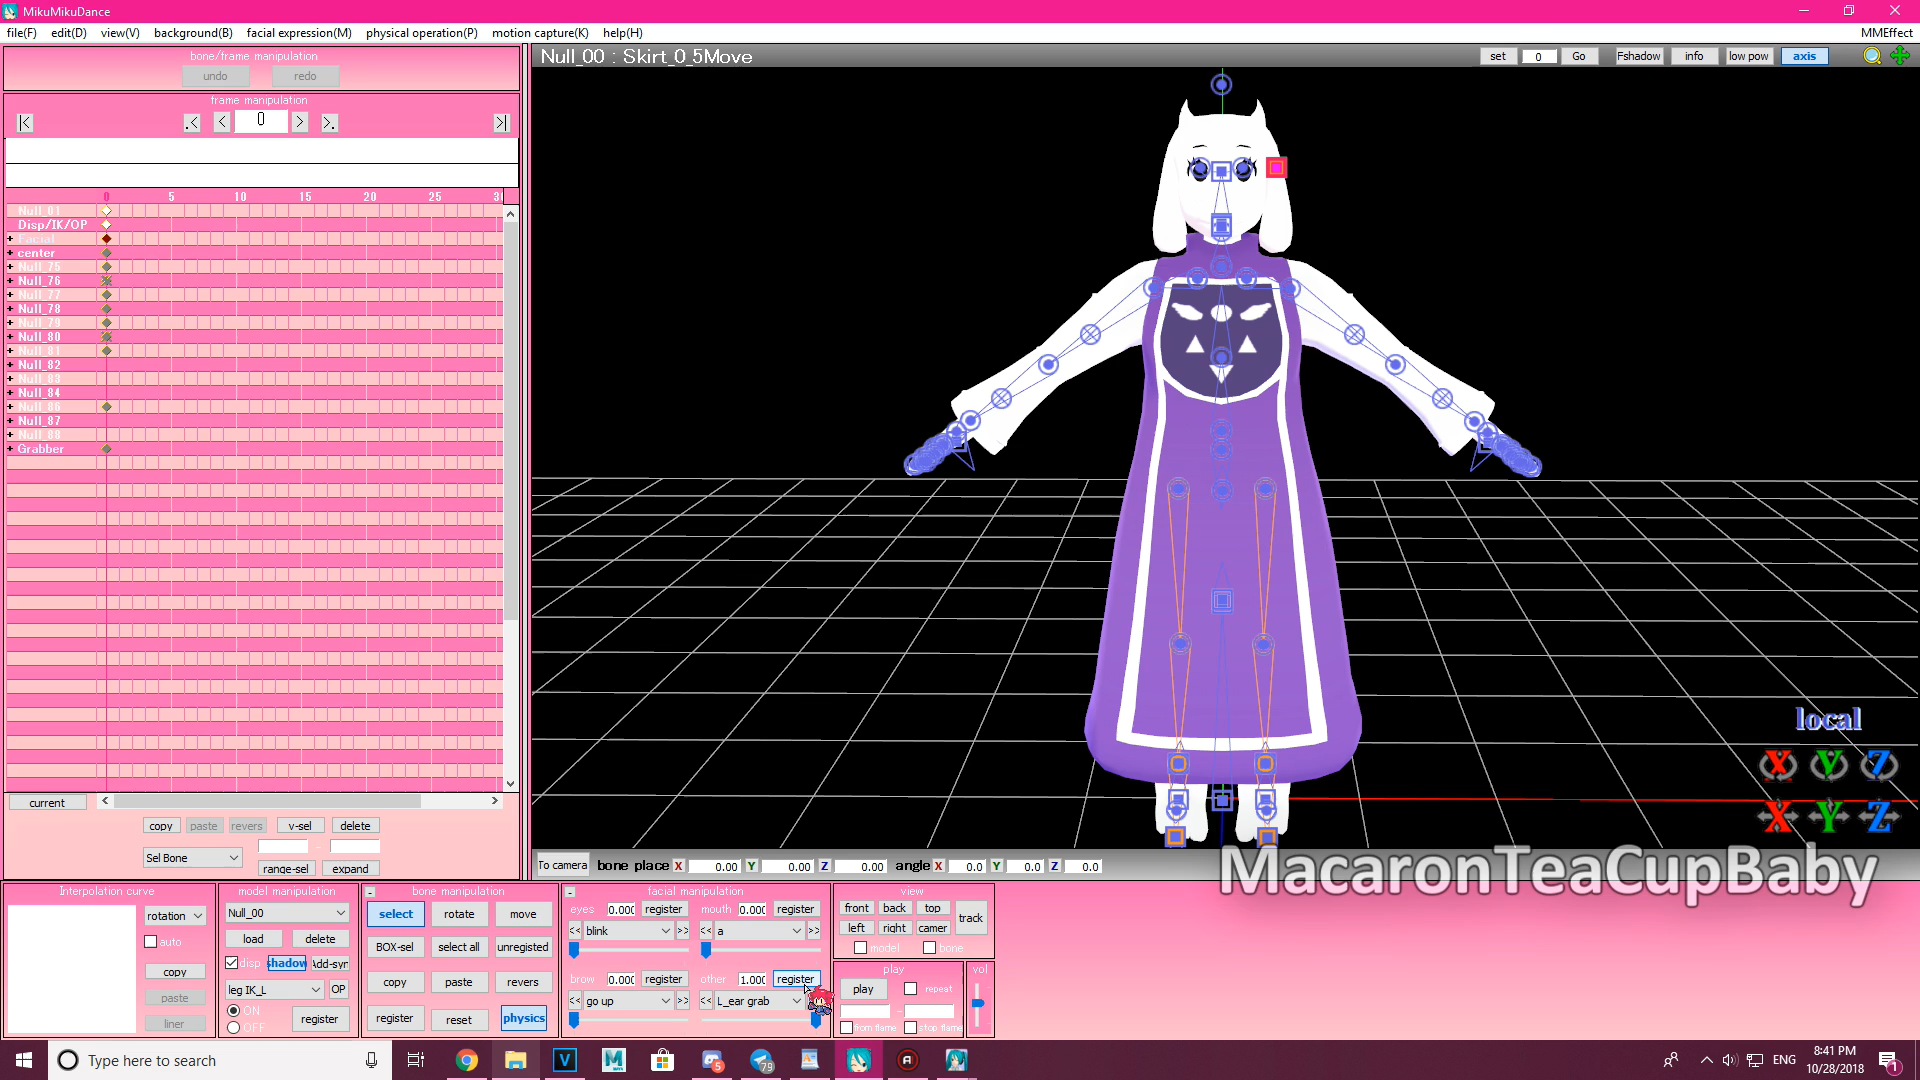 MikuMikuDance
file(F) edit(D) view(V) background(B) facial expression(M) physical operation(P) motion capture(K) help(H) MMEffect
bone/frame manipulation
undo redo
frame manipulation
|< .< < 0 > >. >|
0 5 10 15 20 25
Null_01
Disp/IK/OP
Facial
center
Null_75
Null_76
Null_77
Null_78
Null_79
Null_80
Null_81
Null_82
Null_83
Null_84
Null_87
Null_88
Grabber
current
copy paste revers v-sel delete
Sel Bone
range-sel expand
Null_00 : Skirt_0_5Move
set 0 Go Fshadow info low pow axis
local
X Y Z
X Y Z
To camera bone place X 0.00 Y 0.00 Z 0.00 angle X 0.0 Y 0.0 Z 0.0
MacaronTeaCupBaby
Interpolation curve
rotation
auto
copy
paste
liner
model manipulation
Null_00
load delete
disp shadow Add-syn
leg IK_L OP
ON
OFF
register
- bone manipulation
select rotate move
BOX-sel select all unregisted
copy paste revers
register reset physics
- facial manipulation
eyes 0.000 register mouth 0.000 register
<< blink >> << a >>
brow 0.000 register other 1.000 register
<< go up >> << L_ear grab
view
front back top track
left right camer
model bone
play
play repeat
-
from flame stop flame
vol
Type here to search
5
79
ENG
8:41 PM
10/28/2018
1